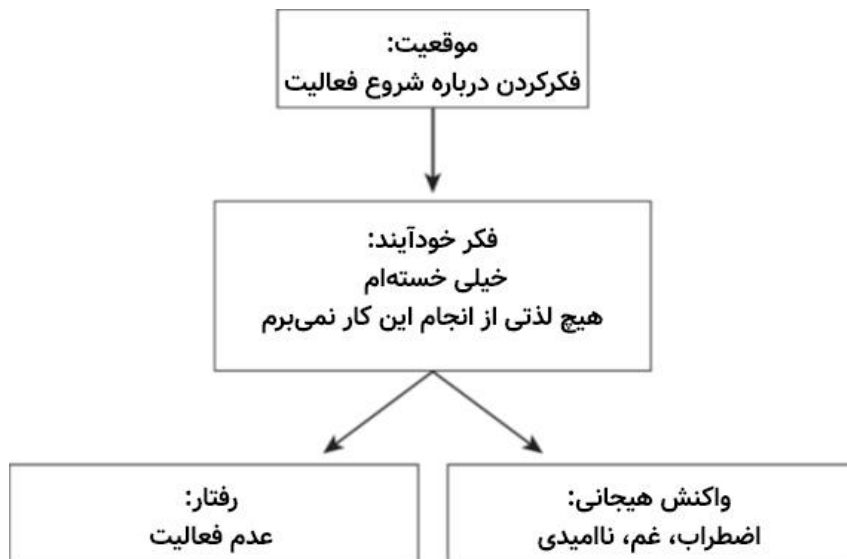 موقعیت:
فکرکردن درباره شروع فعالیت
فکر خودآیند:
خیلی خسته‌ام
هیچ لذتی از انجام این کار نمی‌برم
واکنش هیجانی:
اضطراب، غم، ناامیدی
رفتار:
عدم فعالیت